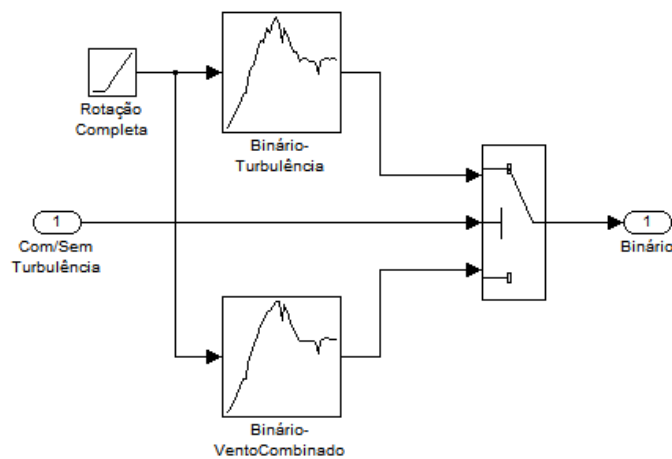 Rotação
Completa
Binário-
Turbulência
1
Com/Sem
Turbulência
1
Binário
Binário-
VentoCombinado